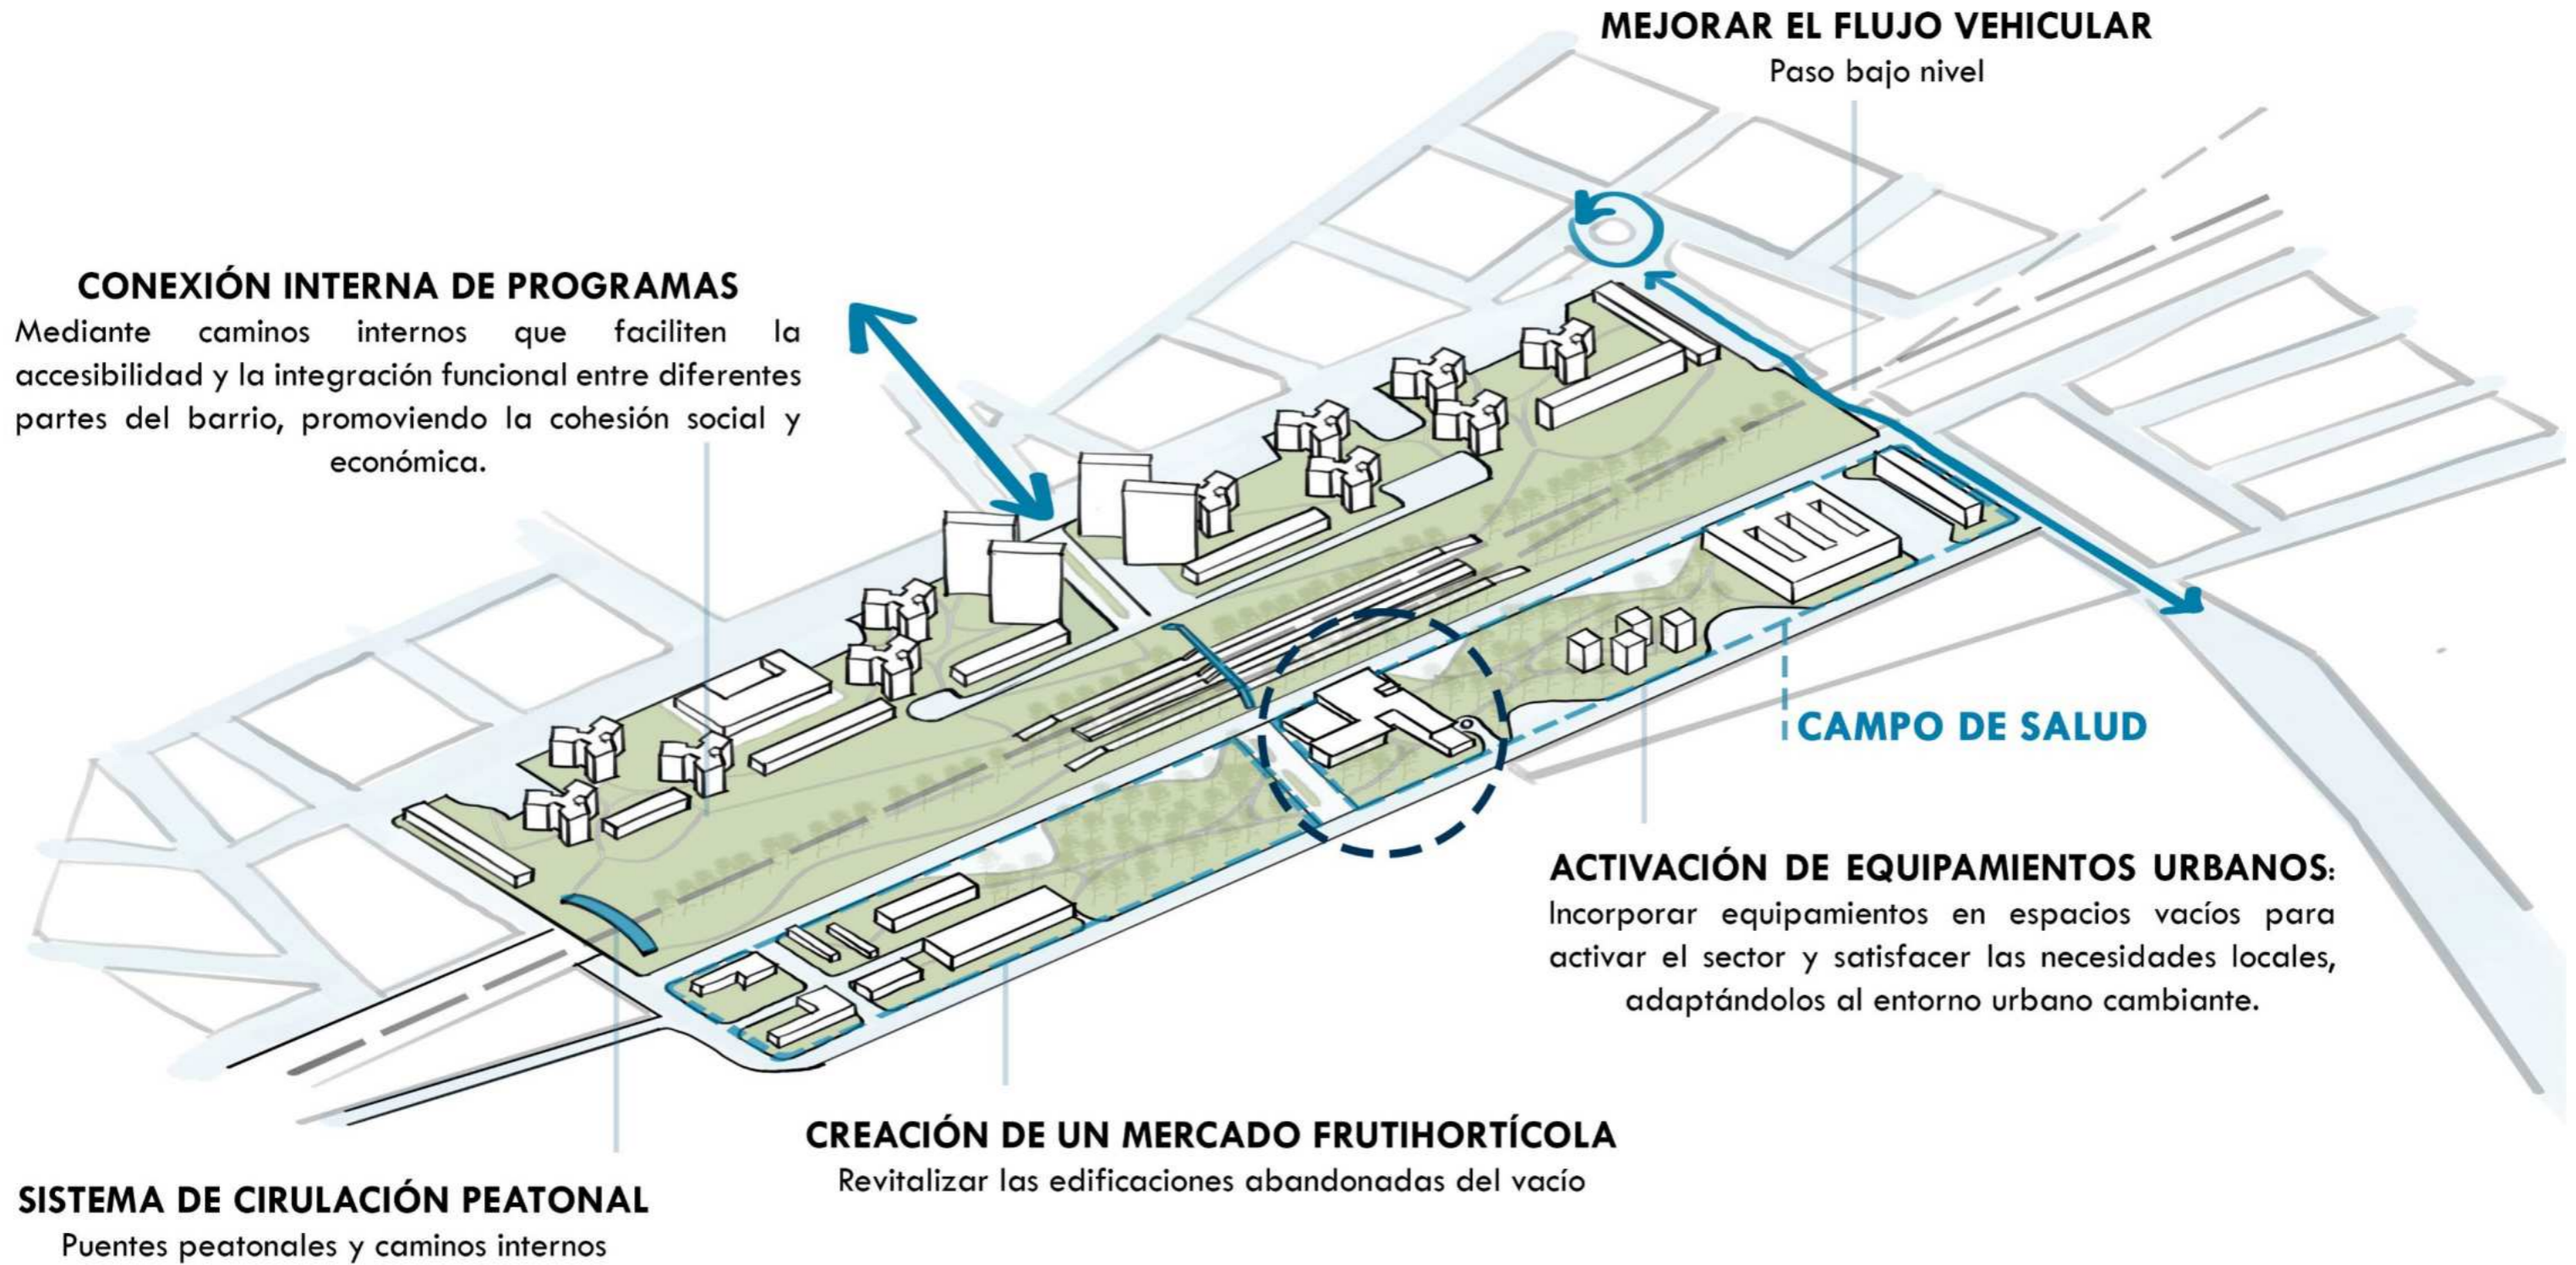 MEJORAR EL FLUJO VEHICULAR
Paso bajo nivel
CONEXIÓN INTERNA DE PROGRAMAS
Mediante caminos internos que faciliten la
accesibilidad y la integración funcional entre diferentes
partes del barrio, promoviendo la cohesión social y
económica.
CAMPO DE SALUD
ACTIVACIÓN DE EQUIPAMIENTOS URBANOS:
Incorporar equipamientos en espacios vacíos para
activar el sector y satisfacer las necesidades locales,
adaptándolos al entorno urbano cambiante.
CREACIÓN DE UN MERCADO FRUTIHORTÍCOLA
Revitalizar las edificaciones abandonadas del vacío
SISTEMA DE CIRULACIÓN PEATONAL
Puentes peatonales y caminos internos